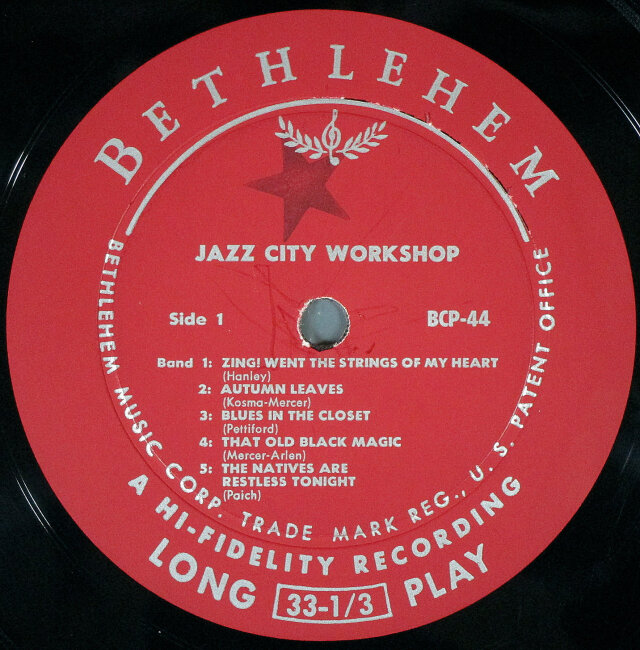 BETHLEHEM
JAZZ CITY WORKSHOP
Side 1
BCP-44
Band 1: ZING! WENT THE STRINGS OF MY HEART
(Hanley)
2: AUTUMN LEAVES
(Kosma-Mercer)
3: BLUES IN THE CLOSET
(Pettiford)
4: THAT OLD BLACK MAGIC
(Mercer-Arlen)
5: THE NATIVES ARE
RESTLESS TONIGHT
(Paich)
BETHLEHEM MUSIC CORP. TRADE MARK REG., U. S. PATENT OFFICE
A HI-FIDELITY RECORDING
LONG 33-1/3 PLAY